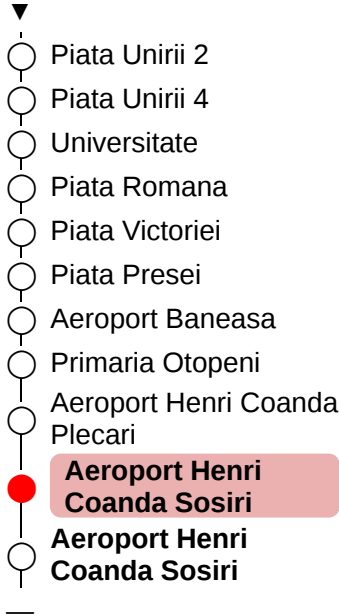 Piata Unirii 2
Piata Unirii 4
Universitate
Piata Romana
Piata Victoriei
Piata Presei
Aeroport Baneasa
Primaria Otopeni
Aeroport Henri Coanda
Plecari
Aeroport Henri
Coanda Sosiri
Aeroport Henri
Coanda Sosiri